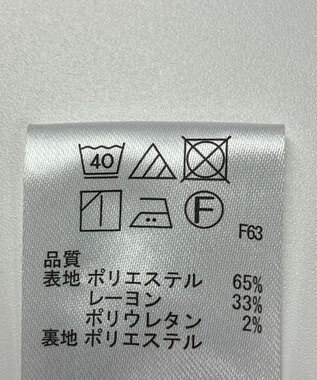 40
F
F63
品質
表地 ポリエステル 65%
レーヨン 33%
ポリウレタン 2%
裏地 ポリエステル